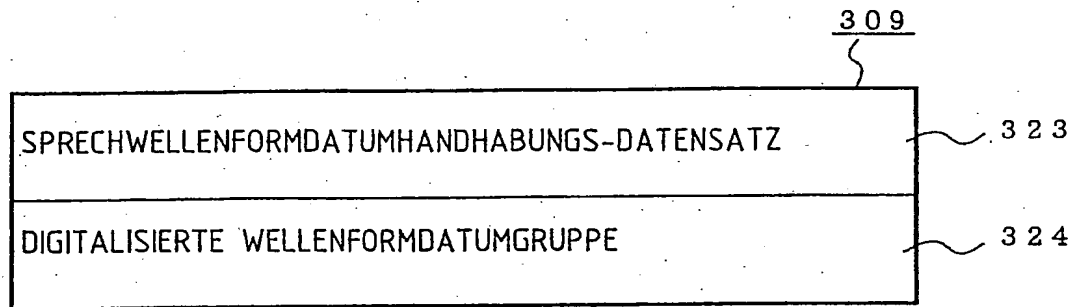 309
SPRECHWELLENFORMDATUMHANDHABUNGS-DATENSATZ 323
DIGITALISIERTE WELLENFORMDATUMGRUPPE 324